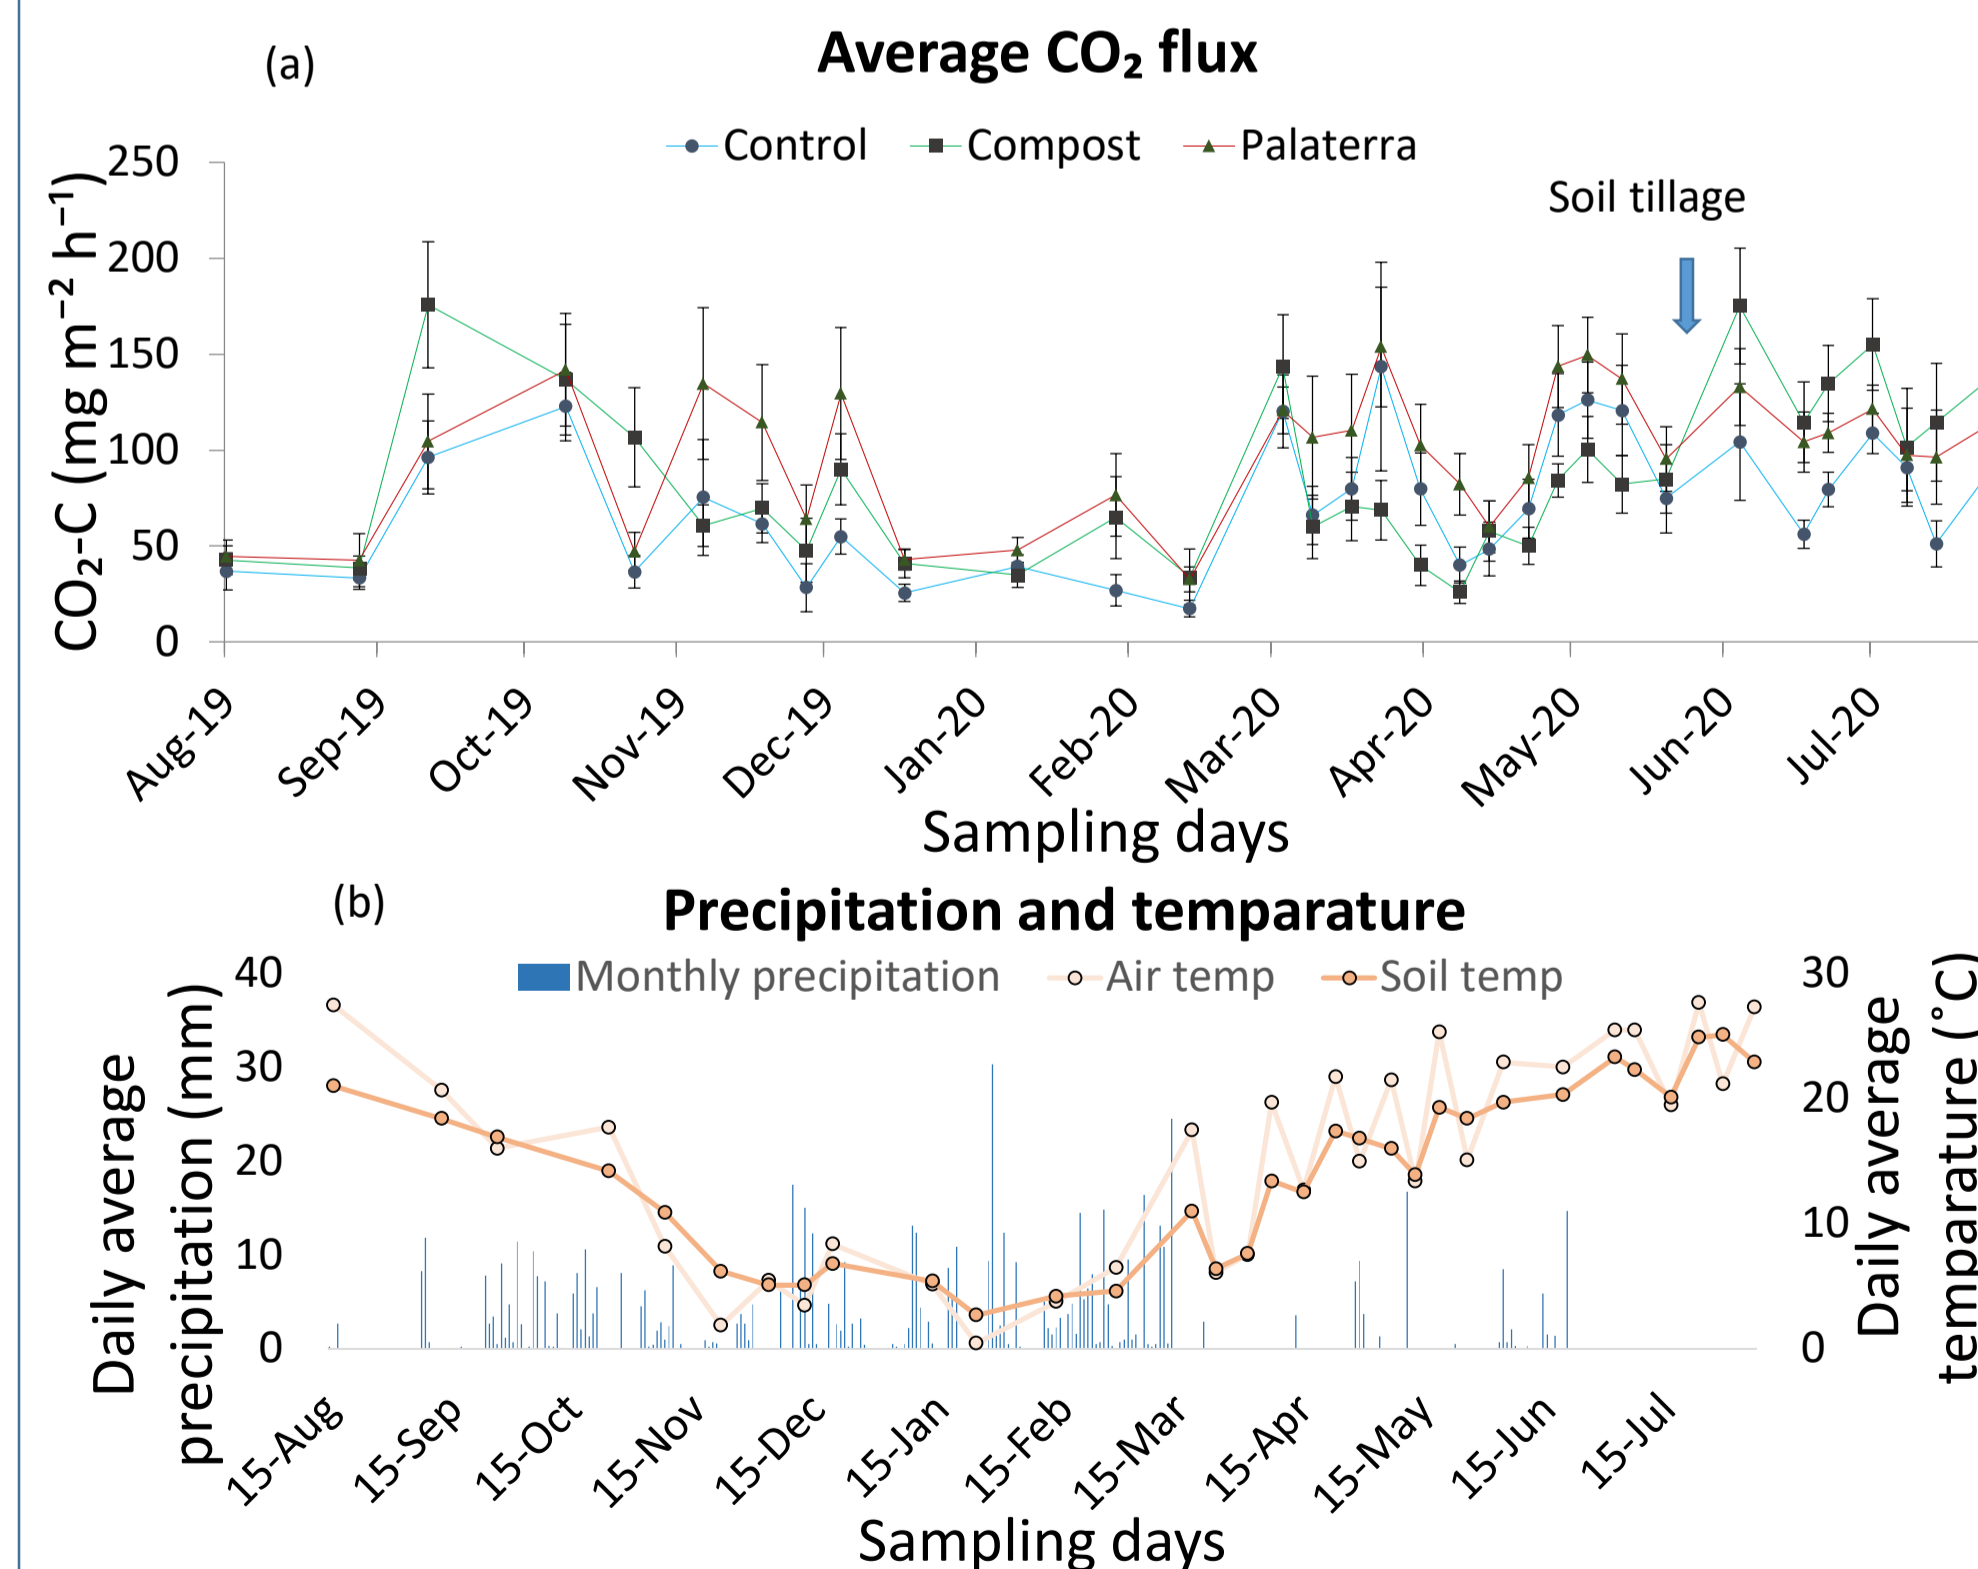 (a)
Average CO₂ flux
Control Compost Palaterra
CO₂-C (mg m⁻² h⁻¹)
250
200
150
100
50
0
Soil tillage
Aug-19 Sep-19 Oct-19 Nov-19 Dec-19 Jan-20 Feb-20 Mar-20 Apr-20 May-20 Jun-20 Jul-20
Sampling days
(b)
Precipitation and temparature
Monthly precipitation Air temp Soil temp
Daily average
precipitation (mm)
40
30
20
10
0
30
20
10
0
Daily average
temparature (˚C)
15-Aug 15-Sep 15-Oct 15-Nov 15-Dec 15-Jan 15-Feb 15-Mar 15-Apr 15-May 15-Jun 15-Jul
Sampling days